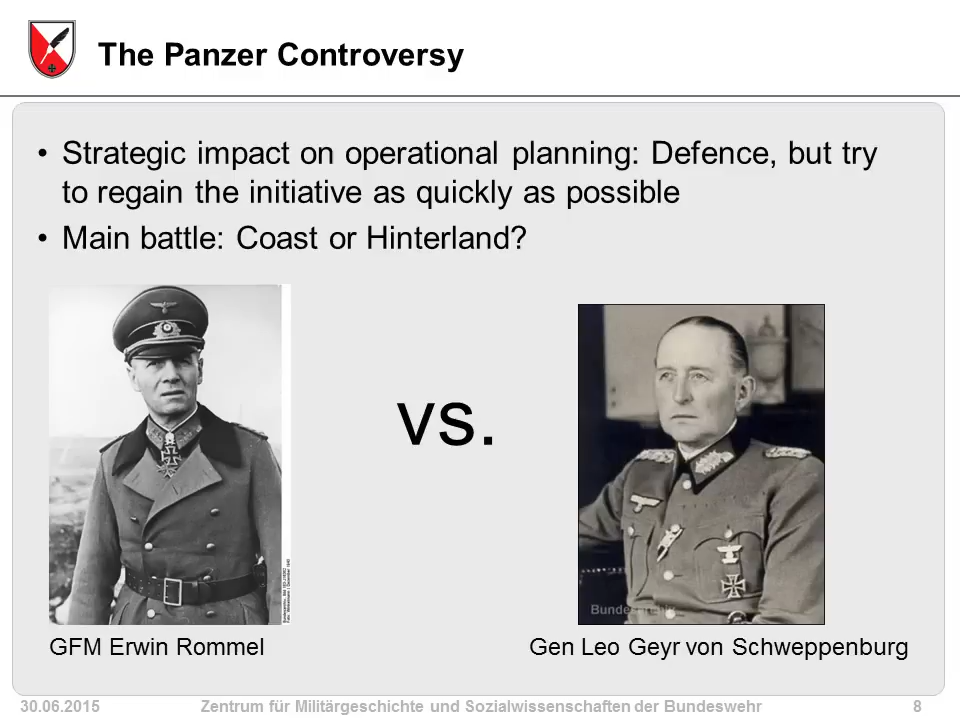 The Panzer Controversy
• Strategic impact on operational planning: Defence, but try
to regain the initiative as quickly as possible
• Main battle: Coast or Hinterland?
vs.
GFM Erwin Rommel
Gen Leo Geyr von Schweppenburg
30.06.2015 Zentrum für Militärgeschichte und Sozialwissenschaften der Bundeswehr 8